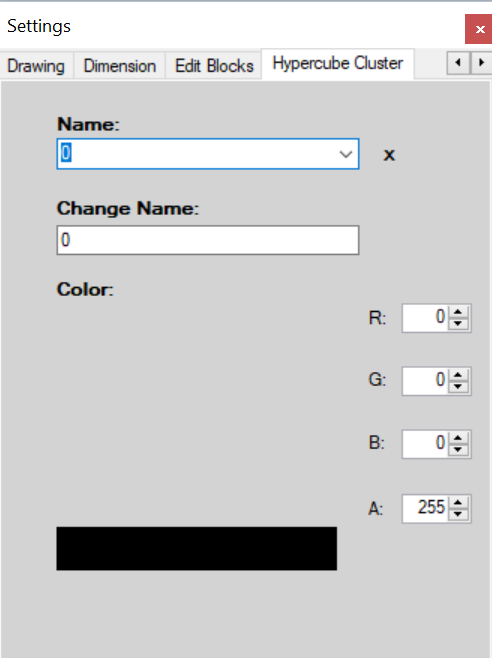 Settings
Drawing Dimension Edit Blocks Hypercube Cluster
Name:
0 x
Change Name:
0
Color:
R: 0
G: 0
B: 0
A: 255